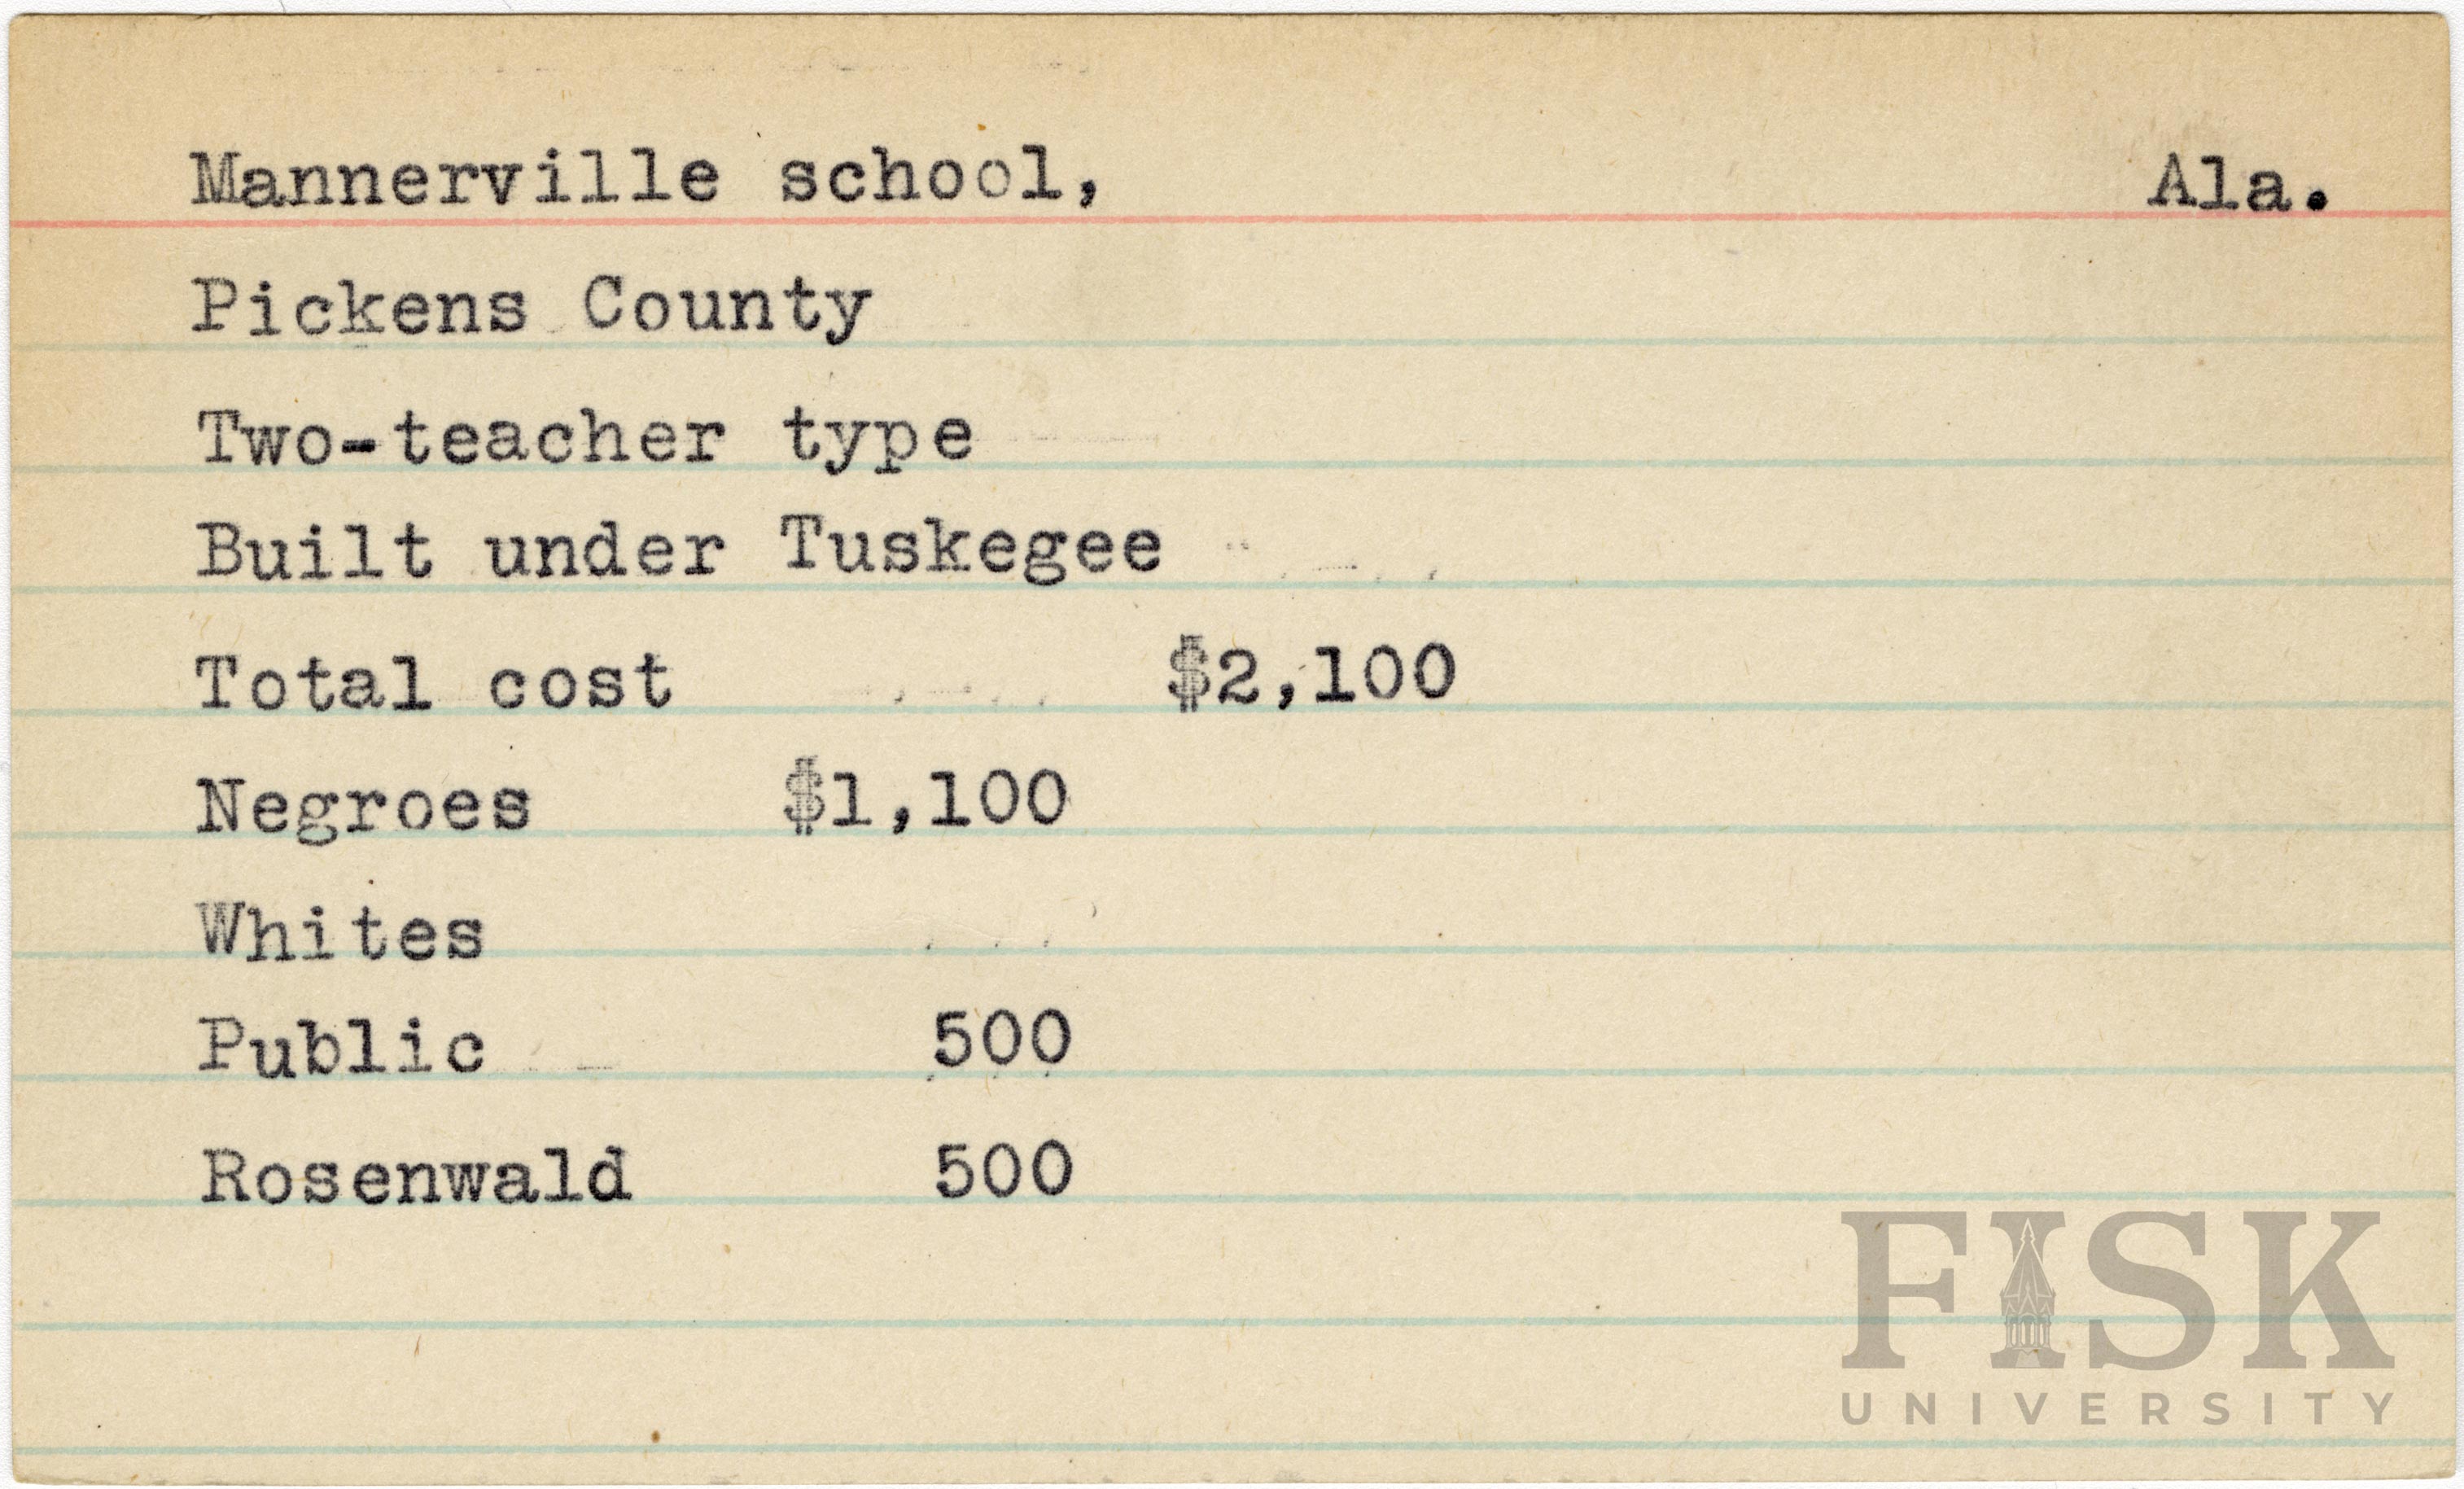 Mannerville school, Ala.
Pickens County
Two-teacher type
Built under Tuskegee
Total cost $2,100
Negroes $1,100
Whites
Public 500
Rosenwald 500
FISK
UNIVERSITY